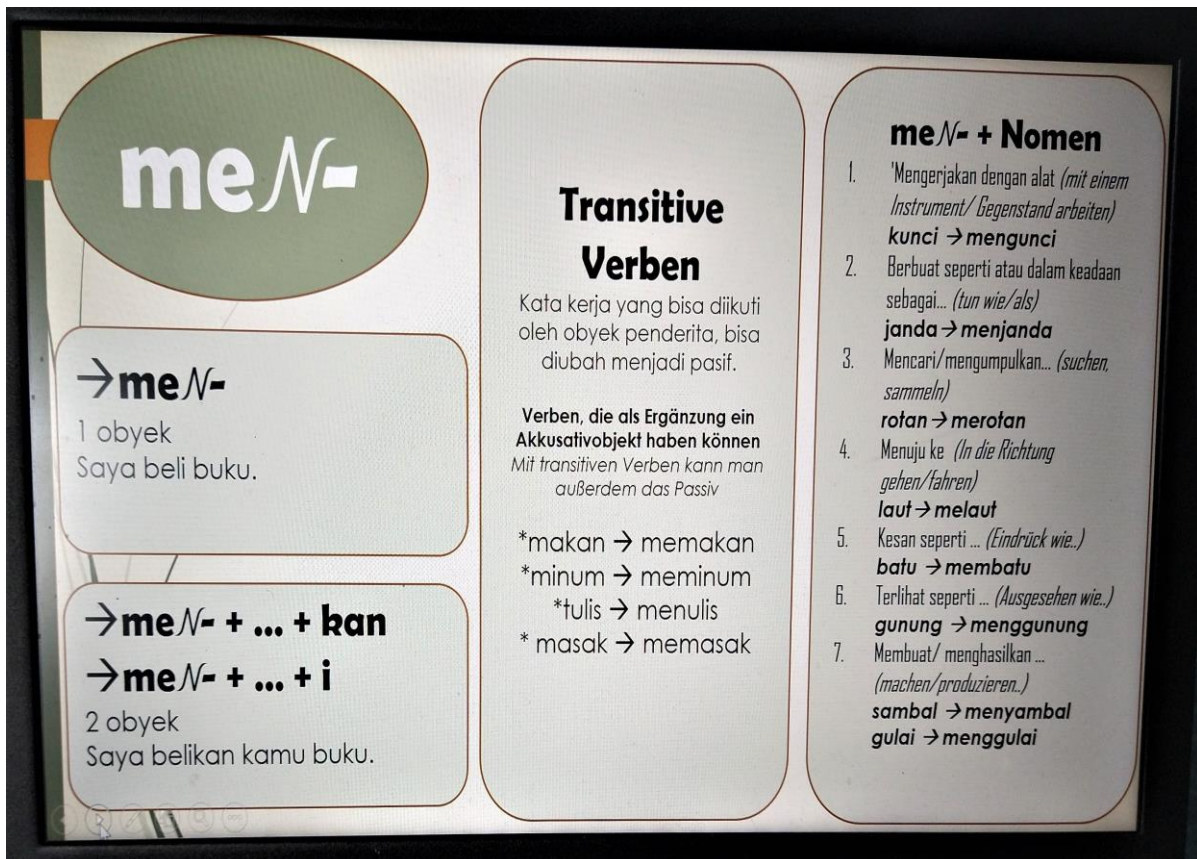 meN-
→meN-
1 obyek
Saya beli buku.
→meN- + ... + kan
→meN- + ... + i
2 obyek
Saya belikan kamu buku.
Transitive
Verben
Kata kerja yang bisa diikuti
oleh obyek penderita, bisa
diubah menjadi pasif.
Verben, die als Ergänzung ein
Akkusativobjekt haben können
Mit transitiven Verben kann man
außerdem das Passiv
*makan → memakan
*minum → meminum
*tulis → menulis
* masak → memasak
meN- + Nomen
1. 'Mengerjakan dengan alat (mit einem
Instrument/ Gegenstand arbeiten)
kunci → mengunci
2. Berbuat seperti atau dalam keadaan
sebagai... (tun wie/als)
janda → menjanda
3. Mencari/mengumpulkan... (suchen,
sammeln)
rotan → merotan
4. Menuju ke (In die Richtung
gehen/fahren)
laut → melaut
5. Kesan seperti ... (Eindrück wie..)
batu → membatu
6. Terlihat seperti ... (Ausgesehen wie..)
gunung → menggunung
7. Membuat/ menghasilkan ...
(machen/produzieren..)
sambal → menyambal
gulai → menggulai